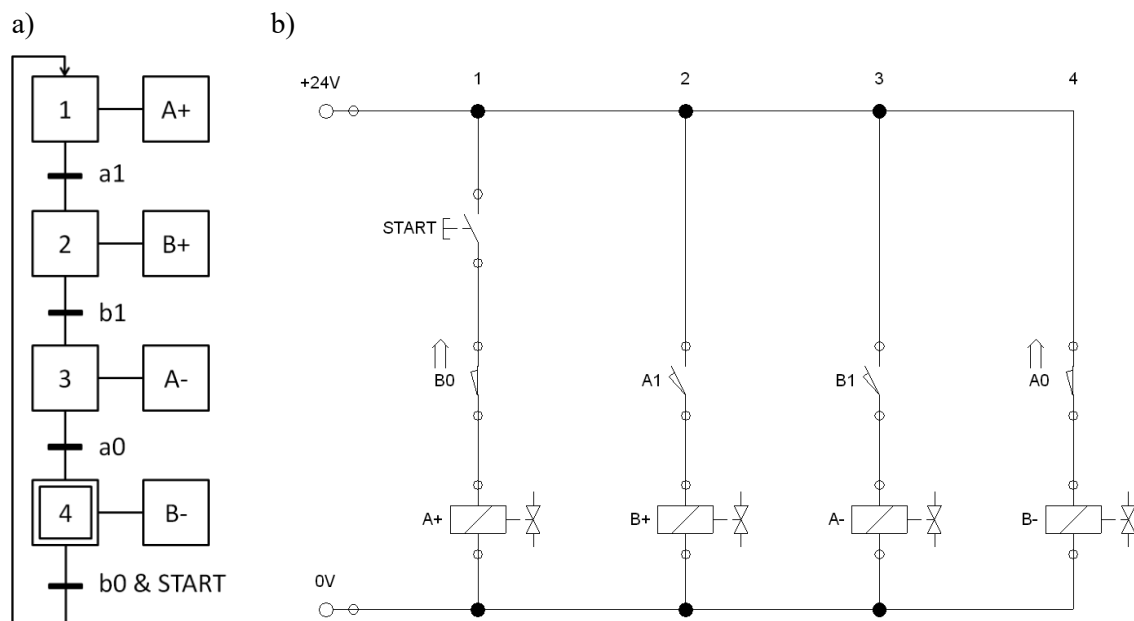 a)
1
A+
a1
2
B+
b1
3
A-
a0
4
B-
b0 & START
b)
1 2 3 4
+24V
START
B0 A1 B1 A0
A+ B+ A- B-
0V